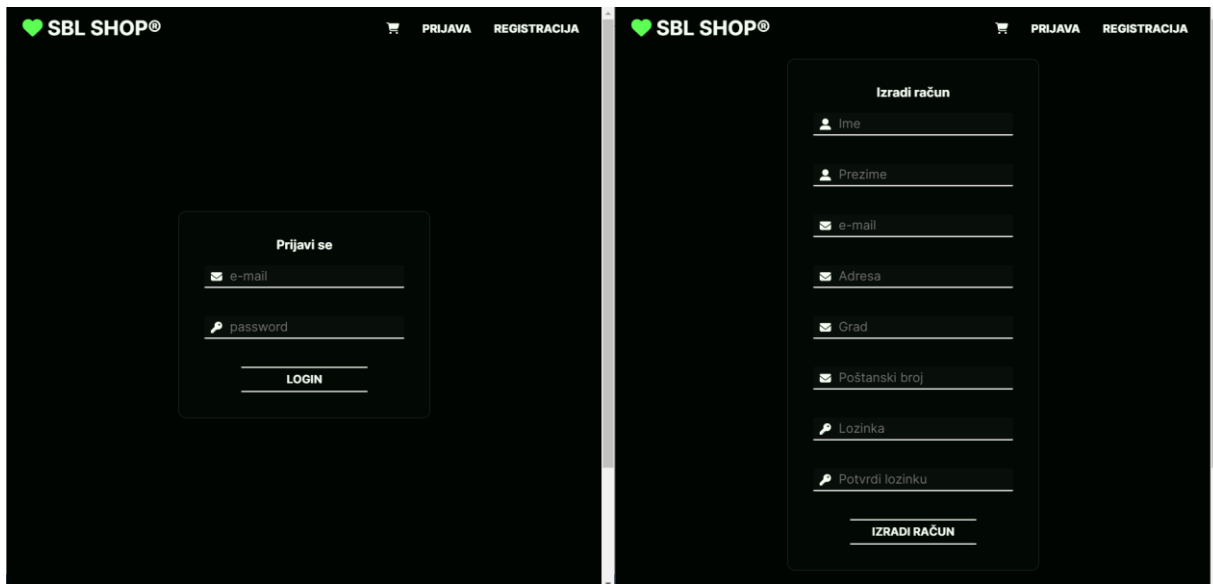 SBL SHOP® PRIJAVA REGISTRACIJA
Prijavi se
e-mail
password
LOGIN
SBL SHOP® PRIJAVA REGISTRACIJA
Izradi račun
Ime
Prezime
e-mail
Adresa
Grad
Poštanski broj
Lozinka
Potvrdi lozinku
IZRADI RAČUN